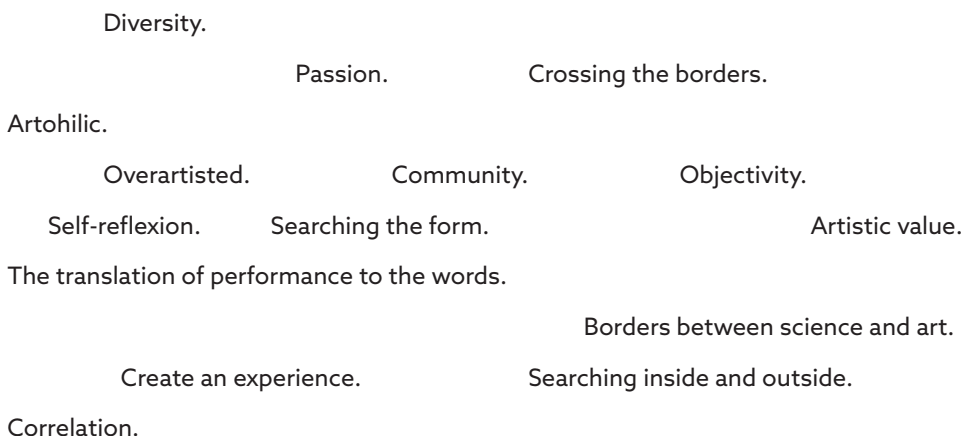 Diversity.
Passion. Crossing the borders.
Artohilic.
Overartisted. Community. Objectivity.
Self-reflexion. Searching the form. Artistic value.
The translation of performance to the words.
Borders between science and art.
Create an experience. Searching inside and outside.
Correlation.